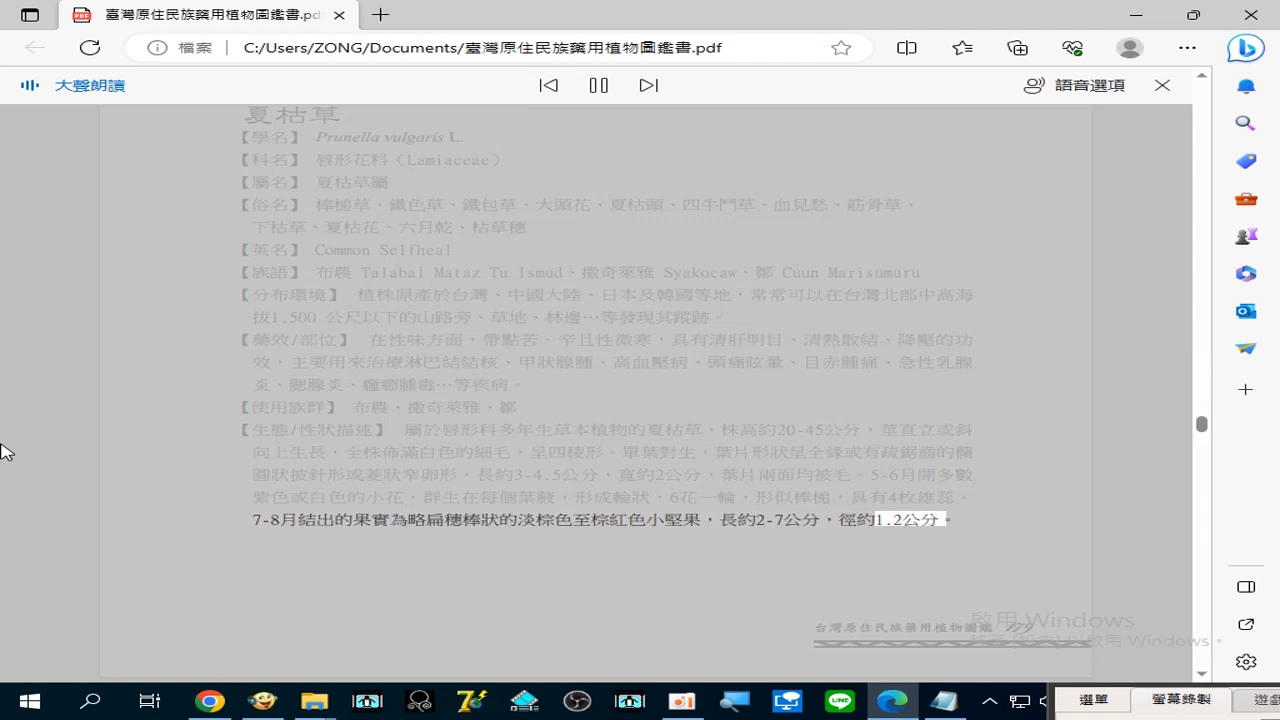 臺灣原住民族藥用植物圖鑑書.pd
檔案 C:/Users/ZONG/Documents/臺灣原住民族藥用植物圖鑑書.pdf
大聲朗讀
語音選項
夏枯草
【學名】 Prunella vulgaris L.
【科名】 唇形花科（Lamiaceae）
【屬名】 夏枯草屬
【俗名】 棒槌草、鐵色草、鐵包草、大頭花、夏枯頭、四牛鬥草、血見愁、筋骨草、
下枯草、夏枯花、六月乾、枯草穗
【英名】 Common Selfheal
【族語】 布農 Talabal Mataz Tu Ismud、撒奇萊雅 Syakocaw、鄒 Cuun Marisumuru
【分布環境】 植株原產於台灣、中國大陸、日本及韓國等地，常常可以在台灣北部中高海
拔1,500 公尺以下的山路旁、草地、林邊…等發現其蹤跡。
【藥效/部位】 在性味方面，帶點苦、辛且性微寒，具有清肝明目、清熱散結、降壓的功
效，主要用來治療淋巴結結核、甲狀腺腫、高血壓病、頭痛眩暈、目赤腫痛、急性乳腺
炎、腮腺炎、癰癤腫毒…等疾病。
【使用族群】 布農、撒奇萊雅、鄒
【生態/性狀描述】 屬於唇形科多年生草本植物的夏枯草，株高約20-45公分，莖直立或斜
向上生長，全株佈滿白色的細毛，呈四稜形。單葉對生，葉片形狀呈全緣或有疏鋸齒的橢
圓狀披針形或菱狀窄卵形，長約3-4.5公分，寬約2公分，葉片兩面均被毛。5-6月開多數
紫色或白色的小花，群生在每個葉腋，形成輪狀，6花一輪，形似棒槌，具有4枚雄蕊。
7-8月結出的果實為略扁穗棒狀的淡棕色至棕紅色小堅果，長約2-7公分，徑約1.2公分。
啟用 Windows
台灣原住民族藥用植物圖鑑 179
選單
螢幕錄製
遊戲